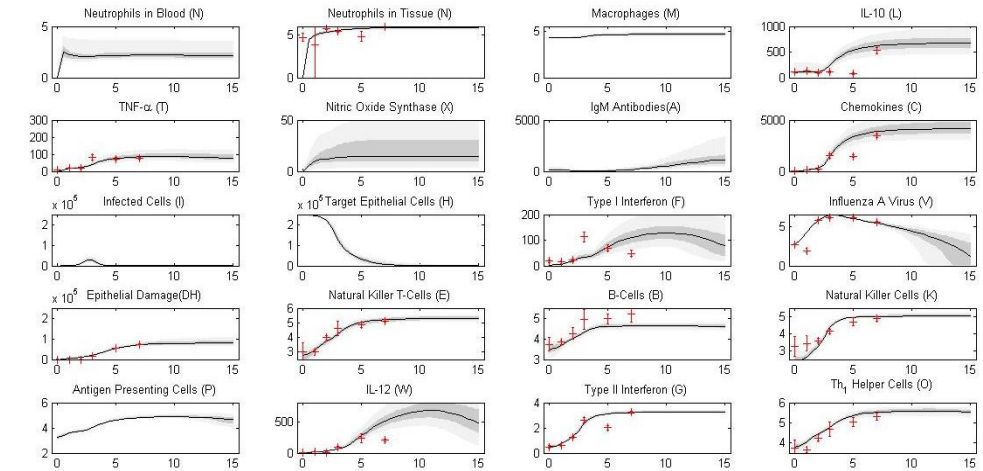 Neutrophils in Blood (N) Neutrophils in Tissue (N) Macrophages (M) IL-10 (L)
5 5 5 1000
500
0 0 0 0
0 5 10 15 0 5 10 15 0 5 10 15 0 5 10 15
TNF-α (T) Nitric Oxide Synthase (X) IgM Antibodies(A) Chemokines (C)
300 50 5000 5000
200
100
0 0 0 0
0 5 10 15 0 5 10 15 0 5 10 15 0 5 10 15
x 10⁵ Infected Cells (I) x 10⁵ Target Epithelial Cells (H) Type I Interferon (F) Influenza A Virus (V)
2 2 200 5
1 1 100
0 0 0 0
0 5 10 15 0 5 10 15 0 5 10 15 0 5 10 15
x 10⁵ Epithelial Damage(DH) Natural Killer T-Cells (E) B-Cells (B) Natural Killer Cells (K)
2 6 5 5
1 5 4 4
0 4 3 3
3
0 5 10 15 0 5 10 15 0 5 10 15 0 5 10 15
Antigen Presenting Cells (P) IL-12 (W) Type II Interferon (G) Th₁ Helper Cells (O)
6 500 4 6
4 2 5
2 0 0 4
0 5 10 15 0 5 10 15 0 5 10 15 0 5 10 15